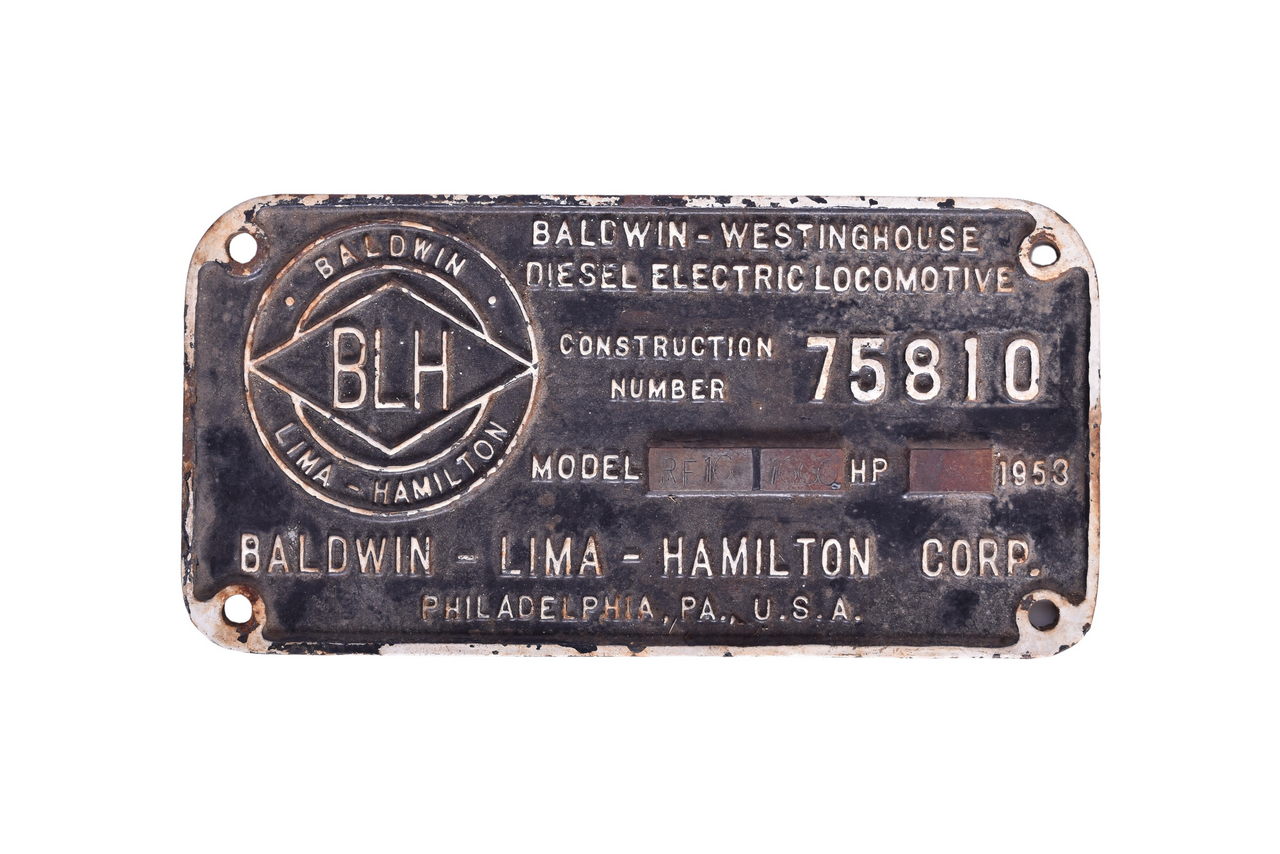 BALDWIN
BLH
LIMA - HAMILTON
BALDWIN - WESTINGHOUSE
DIESEL ELECTRIC LOCOMOTIVE
CONSTRUCTION
NUMBER
75810
MODEL HP 1953
BALDWIN - LIMA - HAMILTON CORP.
PHILADELPHIA, PA., U.S.A.